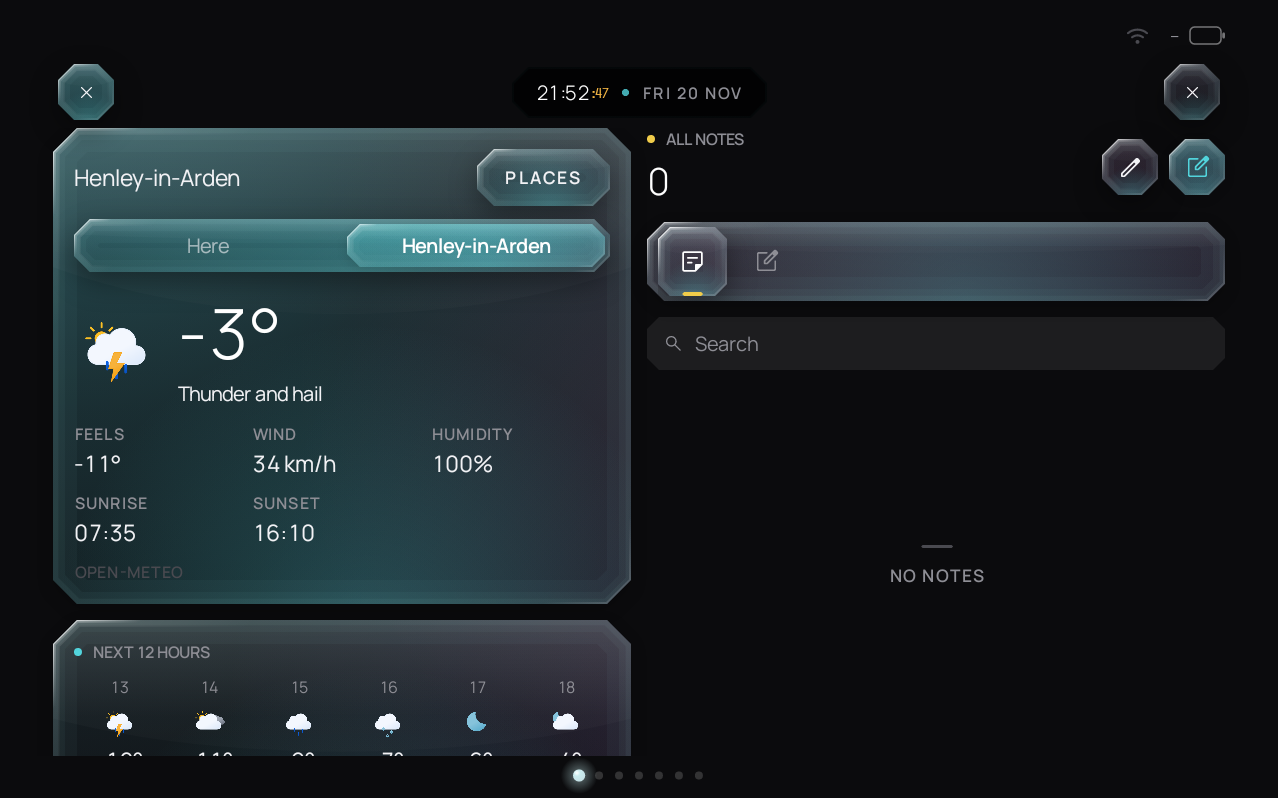 21:52:47 FRI 20 NOV
Henley-in-Arden
PLACES
Here
Henley-in-Arden
-3°
Thunder and hail
FEELS
WIND
HUMIDITY
-11°
34 km/h
100%
SUNRISE
SUNSET
07:35
16:10
OPEN-METEO
NEXT 12 HOURS
13 14 15 16 17 18
ALL NOTES
0
Search
NO NOTES